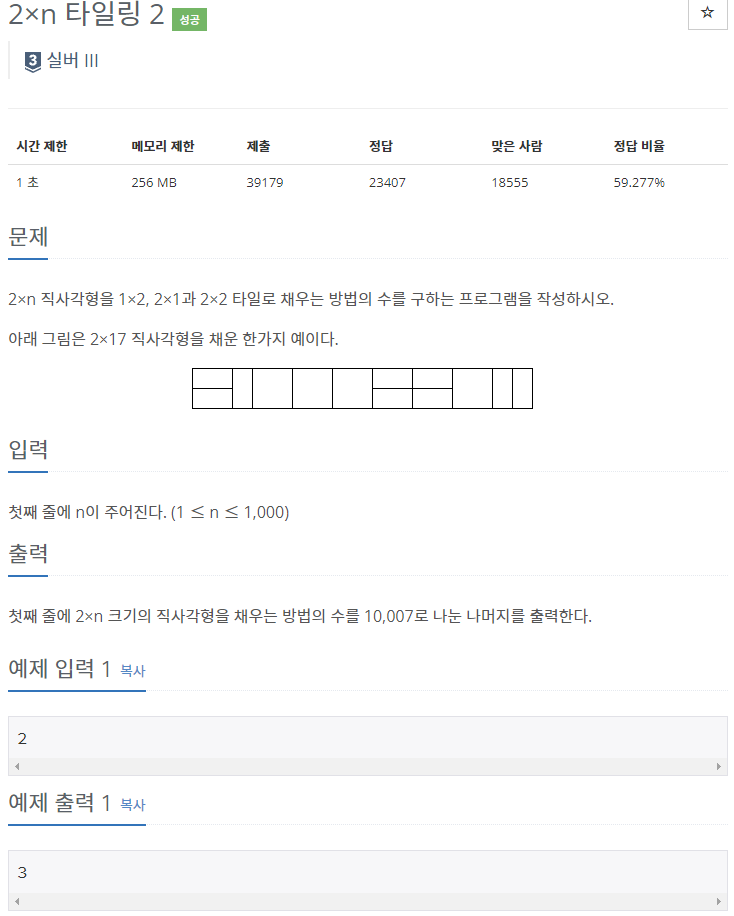 2×n 타일링 2 성공
☆
3 실버 III
시간 제한 메모리 제한 제출 정답 맞은 사람 정답 비율
1 초 256 MB 39179 23407 18555 59.277%
문제
2×n 직사각형을 1×2, 2×1과 2×2 타일로 채우는 방법의 수를 구하는 프로그램을 작성하시오.
아래 그림은 2×17 직사각형을 채운 한가지 예이다.
입력
첫째 줄에 n이 주어진다. (1 ≤ n ≤ 1,000)
출력
첫째 줄에 2×n 크기의 직사각형을 채우는 방법의 수를 10,007로 나눈 나머지를 출력한다.
예제 입력 1 복사
2
예제 출력 1 복사
3